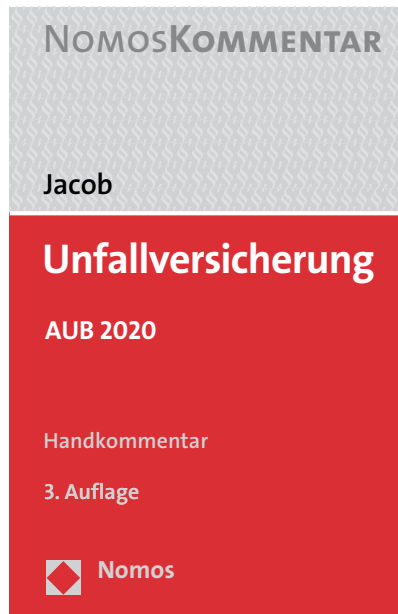 NomosKommentar
Jacob
Unfallversicherung
AUB 2020
Handkommentar
3. Auflage
Nomos